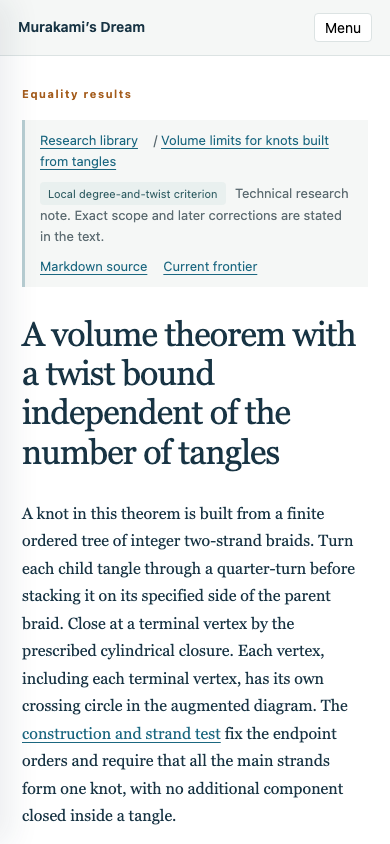 Murakami's Dream
Menu
Equality results
Research library / Volume limits for knots built
from tangles
Local degree-and-twist criterion Technical research
note. Exact scope and later corrections are stated
in the text.
Markdown source Current frontier
A volume theorem with
a twist bound
independent of the
number of tangles
A knot in this theorem is built from a finite
ordered tree of integer two-strand braids. Turn
each child tangle through a quarter-turn before
stacking it on its specified side of the parent
braid. Close at a terminal vertex by the
prescribed cylindrical closure. Each vertex,
including each terminal vertex, has its own
crossing circle in the augmented diagram. The
construction and strand test fix the endpoint
orders and require that all the main strands
form one knot, with no additional component
closed inside a tangle.